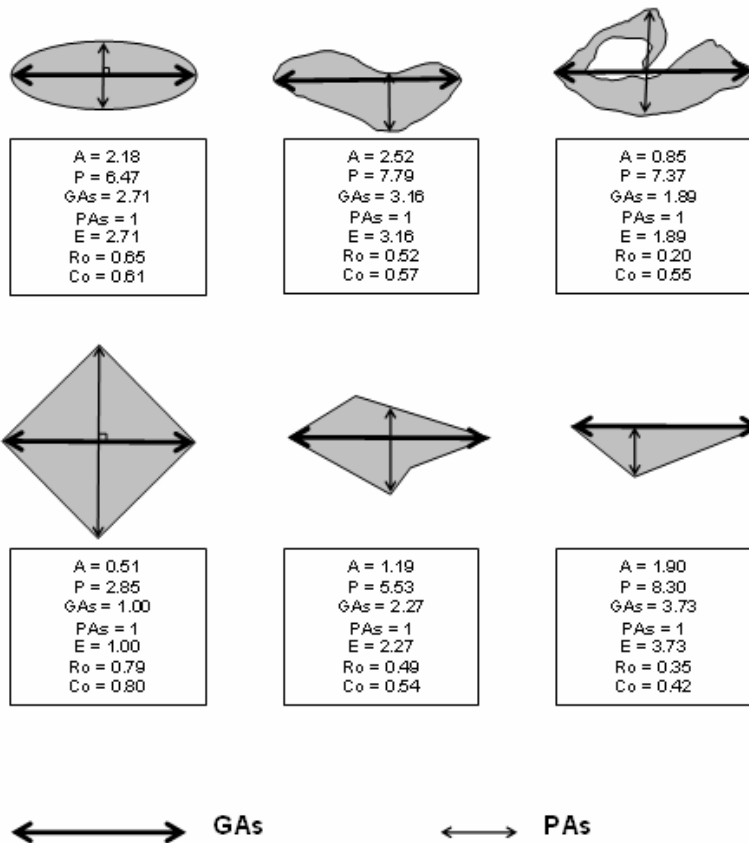 A = 2.18
P = 6.47
GAs = 2.71
PAs = 1
E = 2.71
Ro = 0.65
Co = 0.61
A = 2.52
P = 7.79
GAs = 3.16
PAs = 1
E = 3.16
Ro = 0.52
Co = 0.57
A = 0.85
P = 7.37
GAs = 1.89
PAs = 1
E = 1.89
Ro = 0.20
Co = 0.55
A = 0.51
P = 2.85
GAs = 1.00
PAs = 1
E = 1.00
Ro = 0.79
Co = 0.80
A = 1.19
P = 5.53
GAs = 2.27
PAs = 1
E = 2.27
Ro = 0.49
Co = 0.54
A = 1.90
P = 8.30
GAs = 3.73
PAs = 1
E = 3.73
Ro = 0.35
Co = 0.42
GAs PAs